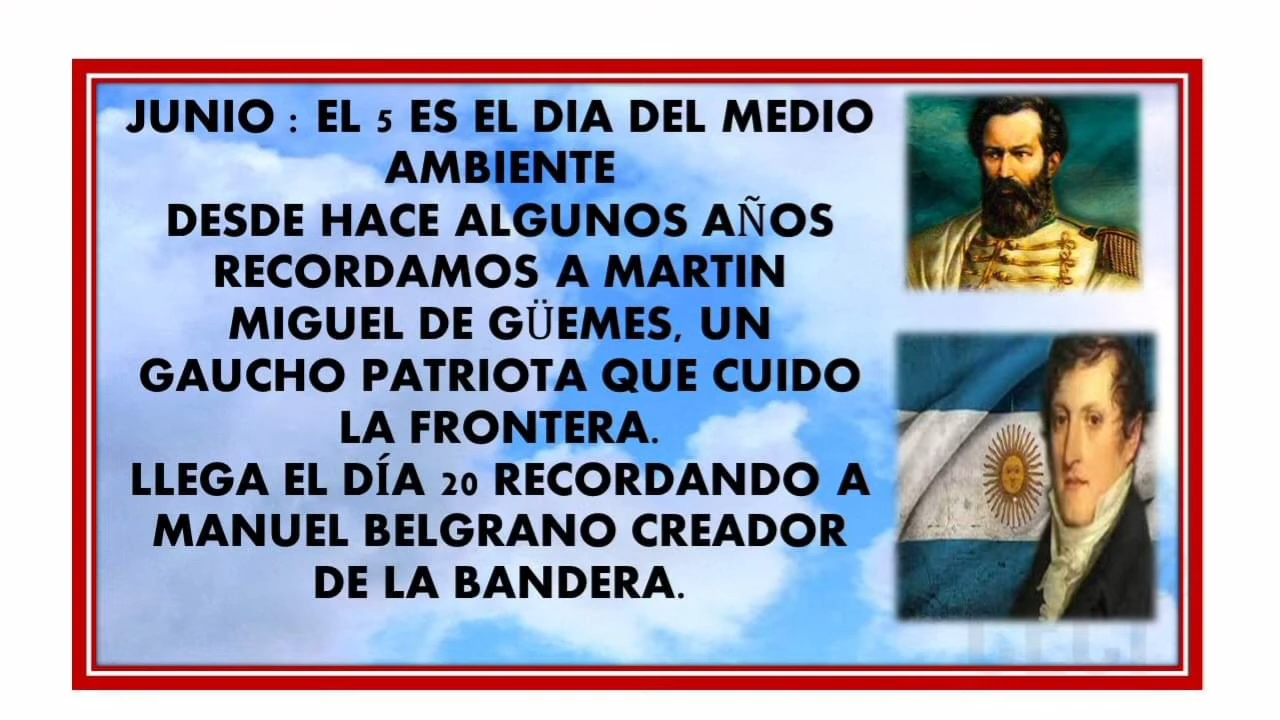 JUNIO : EL 5 ES EL DIA DEL MEDIO
AMBIENTE
DESDE HACE ALGUNOS AÑOS
RECORDAMOS A MARTIN
MIGUEL DE GÜEMES, UN
GAUCHO PATRIOTA QUE CUIDO
LA FRONTERA.
LLEGA EL DÍA 20 RECORDANDO A
MANUEL BELGRANO CREADOR
DE LA BANDERA.